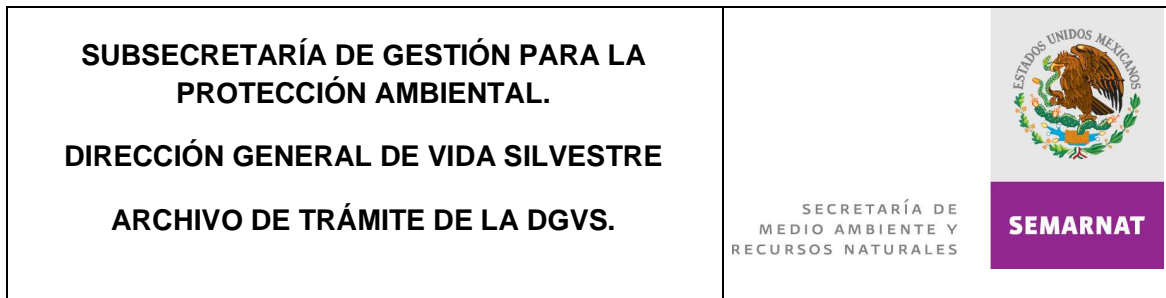 SUBSECRETARÍA DE GESTIÓN PARA LA
PROTECCIÓN AMBIENTAL.
DIRECCIÓN GENERAL DE VIDA SILVESTRE
ARCHIVO DE TRÁMITE DE LA DGVS.
ESTADOS UNIDOS MEXICANOS
SECRETARÍA DE
MEDIO AMBIENTE Y
RECURSOS NATURALES
SEMARNAT